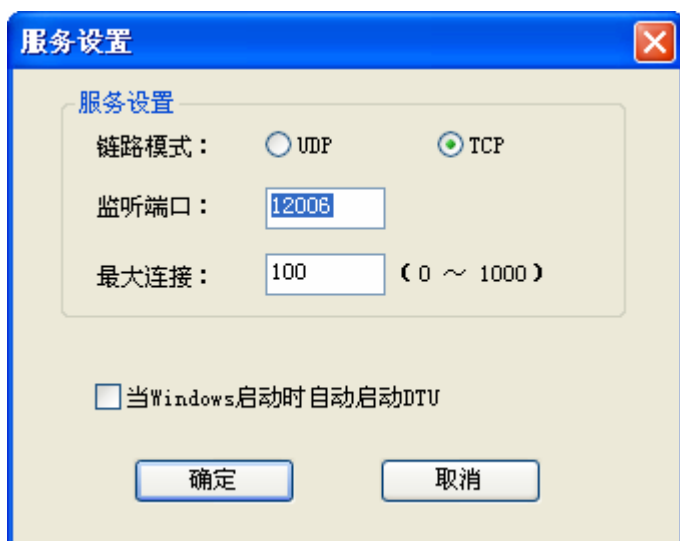 服务设置
服务设置
链路模式： UDP TCP
监听端口： 12006
最大连接： 100 (0 ～ 1000)
当Windows启动时自动启动DTU
确定 取消